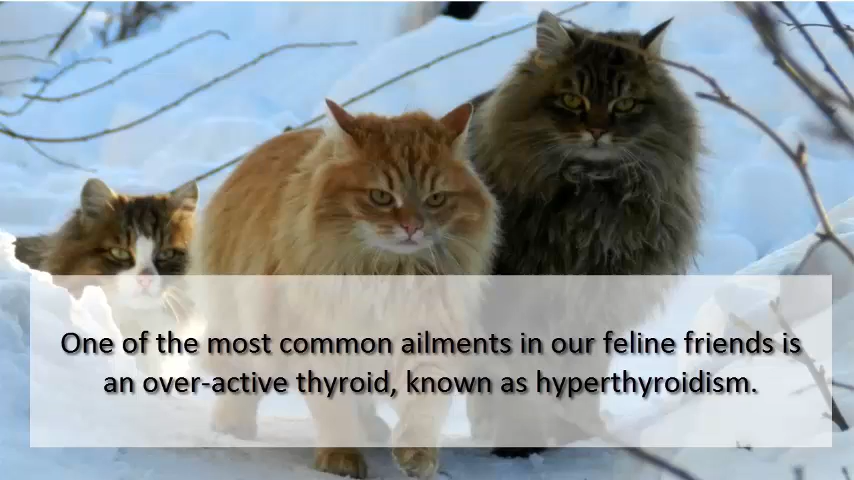 One of the most common ailments in our feline friends is
an over-active thyroid, known as hyperthyroidism.